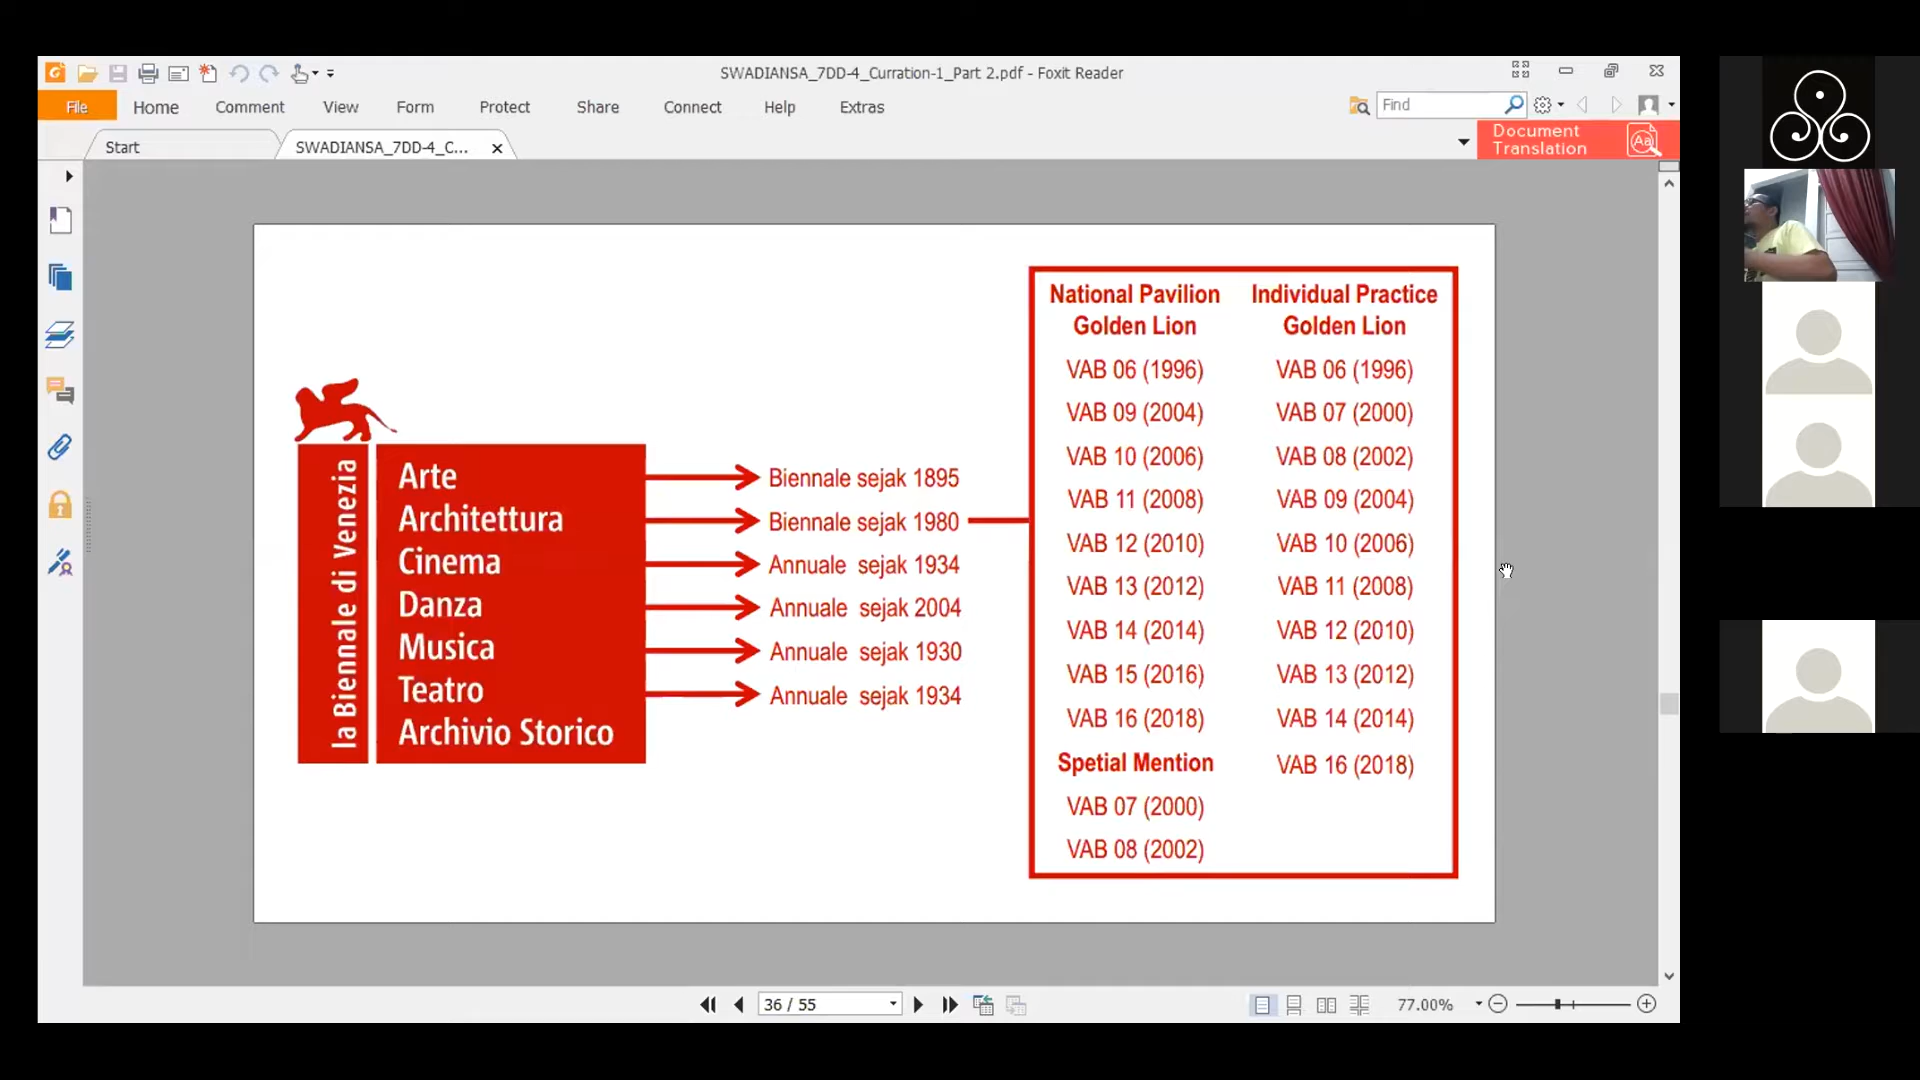 SWADIANSA_7DD-4_Curration-1_Part 2.pdf - Foxit Reader
File Home Comment View Form Protect Share Connect Help Extras
Find
Start
SWADIANSA_7DD-4_C...
Document
Translation
la Biennale di Venezia
Arte
Architettura
Cinema
Danza
Musica
Teatro
Archivio Storico
Biennale sejak 1895
Biennale sejak 1980
Annuale sejak 1934
Annuale sejak 2004
Annuale sejak 1930
Annuale sejak 1934
National Pavilion
Golden Lion
VAB 06 (1996)
VAB 09 (2004)
VAB 10 (2006)
VAB 11 (2008)
VAB 12 (2010)
VAB 13 (2012)
VAB 14 (2014)
VAB 15 (2016)
VAB 16 (2018)
Spetial Mention
VAB 07 (2000)
VAB 08 (2002)
Individual Practice
Golden Lion
VAB 06 (1996)
VAB 07 (2000)
VAB 08 (2002)
VAB 09 (2004)
VAB 10 (2006)
VAB 11 (2008)
VAB 12 (2010)
VAB 13 (2012)
VAB 14 (2014)
VAB 16 (2018)
36 / 55
77.00%